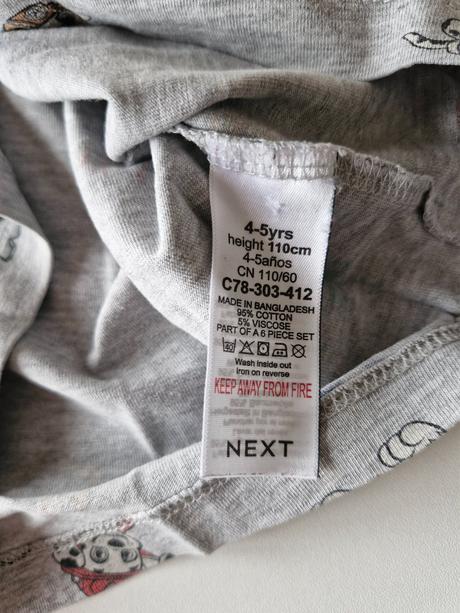 4-5yrs
height 110cm
4-5años
CN 110/60
C78-303-412
MADE IN BANGLADESH
95% COTTON
5% VISCOSE
PART OF A 6 PIECE SET
40
Wash inside out
Iron on reverse
KEEP AWAY FROM FIRE
NEXT